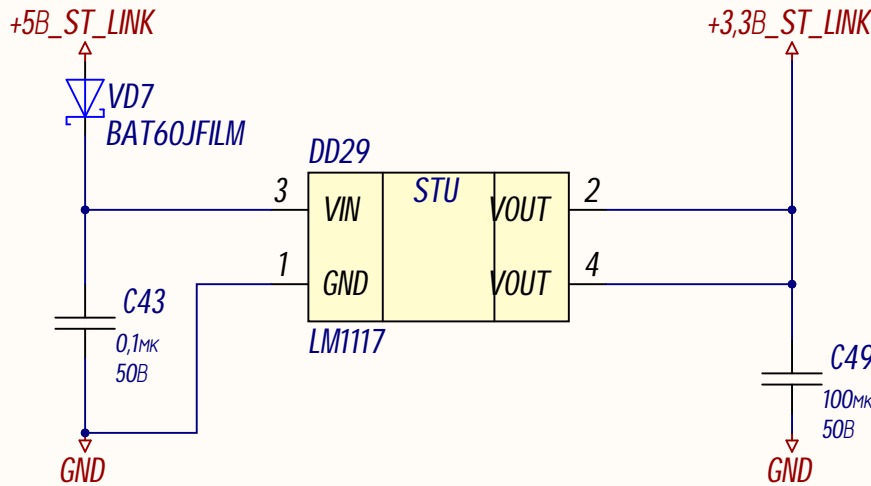 +5В_ST_LINK
+3,3В_ST_LINK
VD7
BAT60JFILM
DD29
3
VIN
STU
VOUT
2
1
GND
VOUT
4
LM1117
C43
0,1мк
50В
C49
100мк
50В
GND
GND